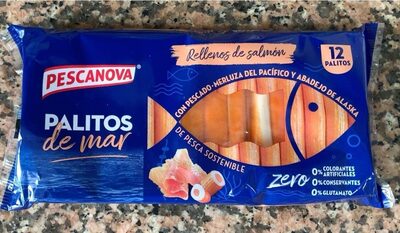 Rellenos de salmón
12
PALITOS
PESCANOVA
PALITOS
de mar
CON PESCADO · MERLUZA DEL PACÍFICO Y ABADEJO DE ALASKA
DE PESCA SOSTENIBLE
zero
0% COLORANTES ARTIFICIALES
0% CONSERVANTES
0% GLUTAMATO